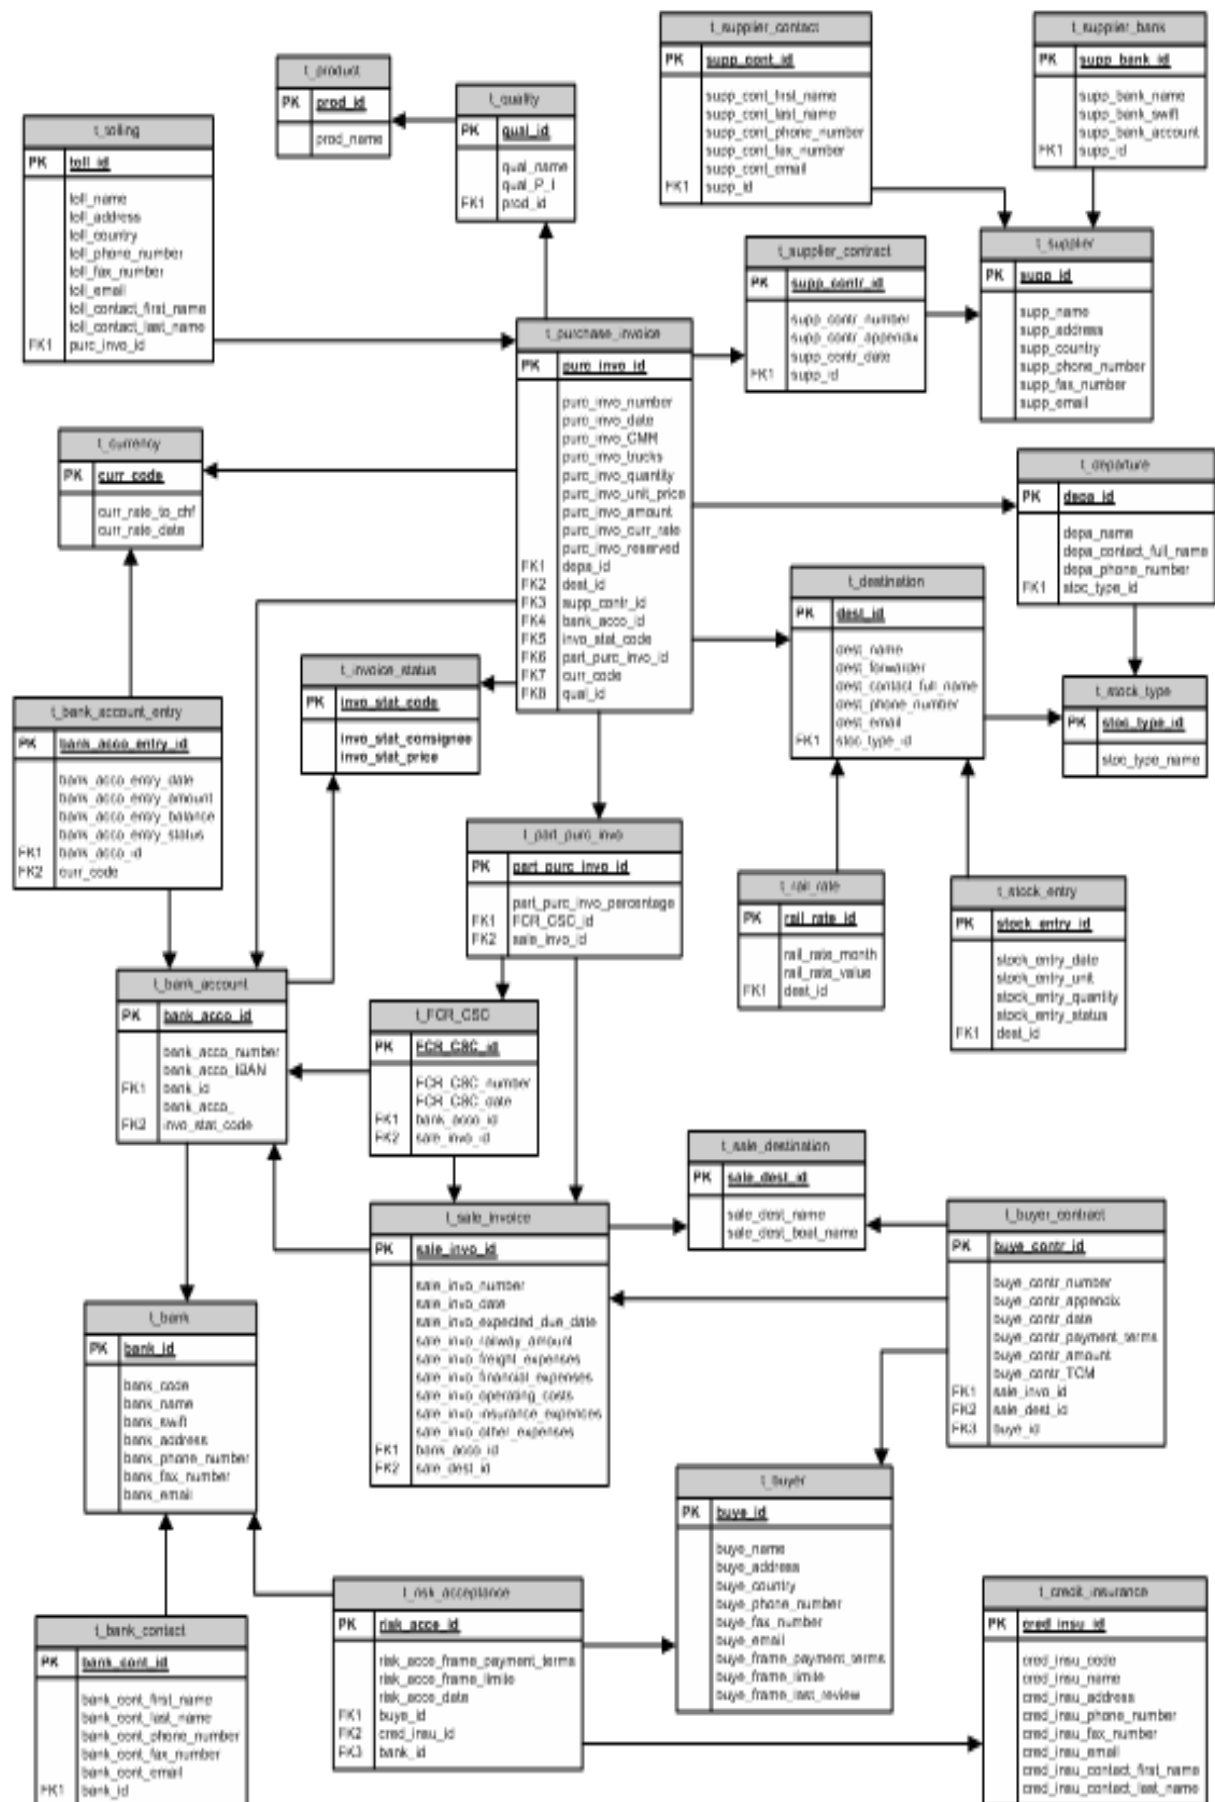 t_supplier_contact
PK supp_cont_id
supp_cont_first_name
supp_cont_last_name
supp_cont_phone_number
supp_cont_fax_number
supp_cont_email
FK1 supp_id
t_supplier_bank
PK supp_bank_id
supp_bank_name
supp_bank_swift
supp_bank_account
FK1 supp_id
t_product
PK prod_id
prod_name
t_quality
PK qual_id
qual_name
qual_P_I
FK1 prod_id
t_tolling
PK toll_id
toll_name
toll_address
toll_country
toll_phone_number
toll_fax_number
toll_email
toll_contact_first_name
toll_contact_last_name
FK1 purc_invo_id
t_supplier_contract
PK supp_contr_id
supp_contr_number
supp_contr_appendix
supp_contr_date
FK1 supp_id
t_supplier
PK supp_id
supp_name
supp_address
supp_country
supp_phone_number
supp_fax_number
supp_email
t_purchase_invoice
PK purc_invo_id
purc_invo_number
purc_invo_date
purc_invo_CMR
purc_invo_trucks
purc_invo_quantity
purc_invo_unit_price
purc_invo_amount
purc_invo_curr_rate
purc_invo_reserved
FK1 depa_id
FK2 dest_id
FK3 supp_contr_id
FK4 bank_acco_id
FK5 invo_stat_code
FK6 part_purc_invo_id
FK7 curr_code
FK8 qual_id
t_currency
PK curr_code
curr_rate_to_chf
curr_rate_date
t_departure
PK depa_id
depa_name
depa_contact_full_name
depa_phone_number
FK1 stoc_type_id
t_destination
PK dest_id
dest_name
dest_forwarder
dest_contact_full_name
dest_phone_number
dest_email
FK1 stoc_type_id
t_invoice_status
PK invo_stat_code
invo_stat_consignee
invo_stat_price
t_stock_type
PK stoc_type_id
stoc_type_name
t_bank_account_entry
PK bank_acco_entry_id
bank_acco_entry_date
bank_acco_entry_amount
bank_acco_entry_balance
bank_acco_entry_status
FK1 bank_acco_id
FK2 curr_code
t_part_purc_invo
PK part_purc_invo_id
part_purc_invo_percentage
FK1 FCR_CSC_id
FK2 sale_invo_id
t_rail_rate
PK rail_rate_id
rail_rate_month
rail_rate_value
FK1 dest_id
t_stock_entry
PK stock_entry_id
stock_entry_date
stock_entry_unit
stock_entry_quantity
stock_entry_status
FK1 dest_id
t_bank_account
PK bank_acco_id
bank_acco_number
bank_acco_IBAN
FK1 bank_id
bank_acco_
FK2 invo_stat_code
t_FCR_CSC
PK FCR_CSC_id
FCR_CSC_number
FCR_CSC_date
FK1 bank_acco_id
FK2 sale_invo_id
t_sale_destination
PK sale_dest_id
sale_dest_name
sale_dest_boat_name
t_sale_invoice
PK sale_invo_id
sale_invo_number
sale_invo_date
sale_invo_expected_due_date
sale_invo_railway_amount
sale_invo_freight_expenses
sale_invo_financial_expenses
sale_invo_operating_costs
sale_invo_insurance_expences
sale_invo_other_expenses
FK1 bank_acco_id
FK2 sale_dest_id
t_buyer_contract
PK buye_contr_id
buye_contr_number
buye_contr_appendix
buye_contr_date
buye_contr_payment_terms
buye_contr_amount
buye_contr_TCM
FK1 sale_invo_id
FK2 sale_dest_id
FK3 buye_id
t_bank
PK bank_id
bank_code
bank_name
bank_swift
bank_address
bank_phone_number
bank_fax_number
bank_email
t_buyer
PK buye_id
buye_name
buye_address
buye_country
buye_phone_number
buye_fax_number
buye_email
buye_frame_payment_terms
buye_frame_limite
buye_frame_last_review
t_risk_acceptance
PK risk_acce_id
risk_acce_frame_payment_terms
risk_acce_frame_limite
risk_acce_date
FK1 buye_id
FK2 cred_insu_id
FK3 bank_id
t_credit_insurance
PK cred_insu_id
cred_insu_code
cred_insu_name
cred_insu_address
cred_insu_phone_number
cred_insu_fax_number
cred_insu_email
cred_insu_contact_first_name
cred_insu_contact_last_name
t_bank_contact
PK bank_cont_id
bank_cont_first_name
bank_cont_last_name
bank_cont_phone_number
bank_cont_fax_number
bank_cont_email
FK1 bank_id